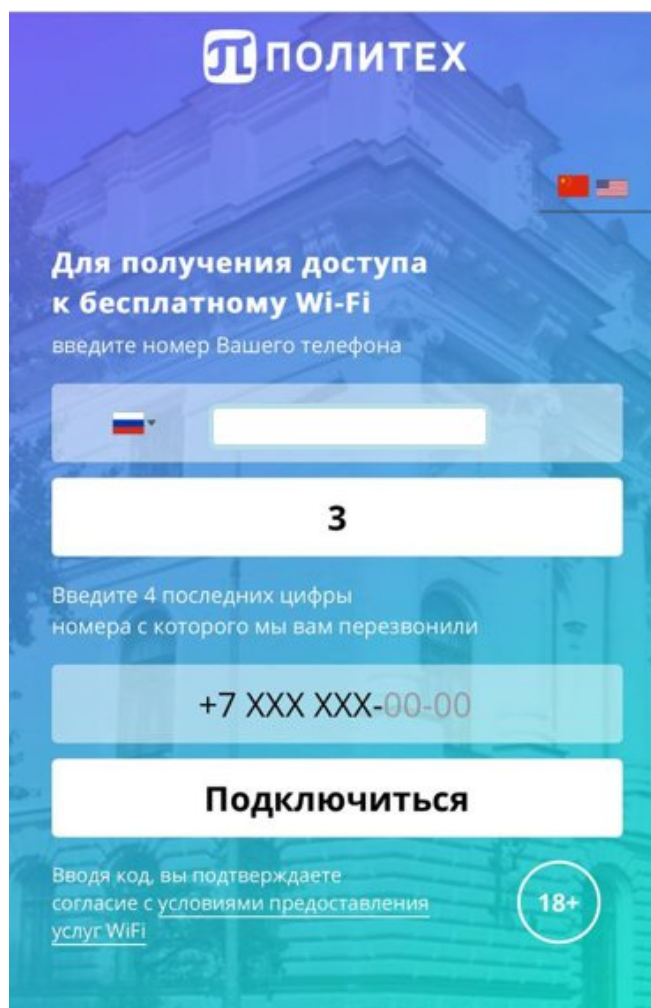 ПОЛИТЕХ
Для получения доступа
к бесплатному Wi-Fi
введите номер Вашего телефона
3
Введите 4 последних цифры
номера с которого мы вам перезвонили
+7 XXX XXX-00-00
Подключиться
Вводя код, вы подтверждаете
согласие с условиями предоставления
услуг WiFi
18+